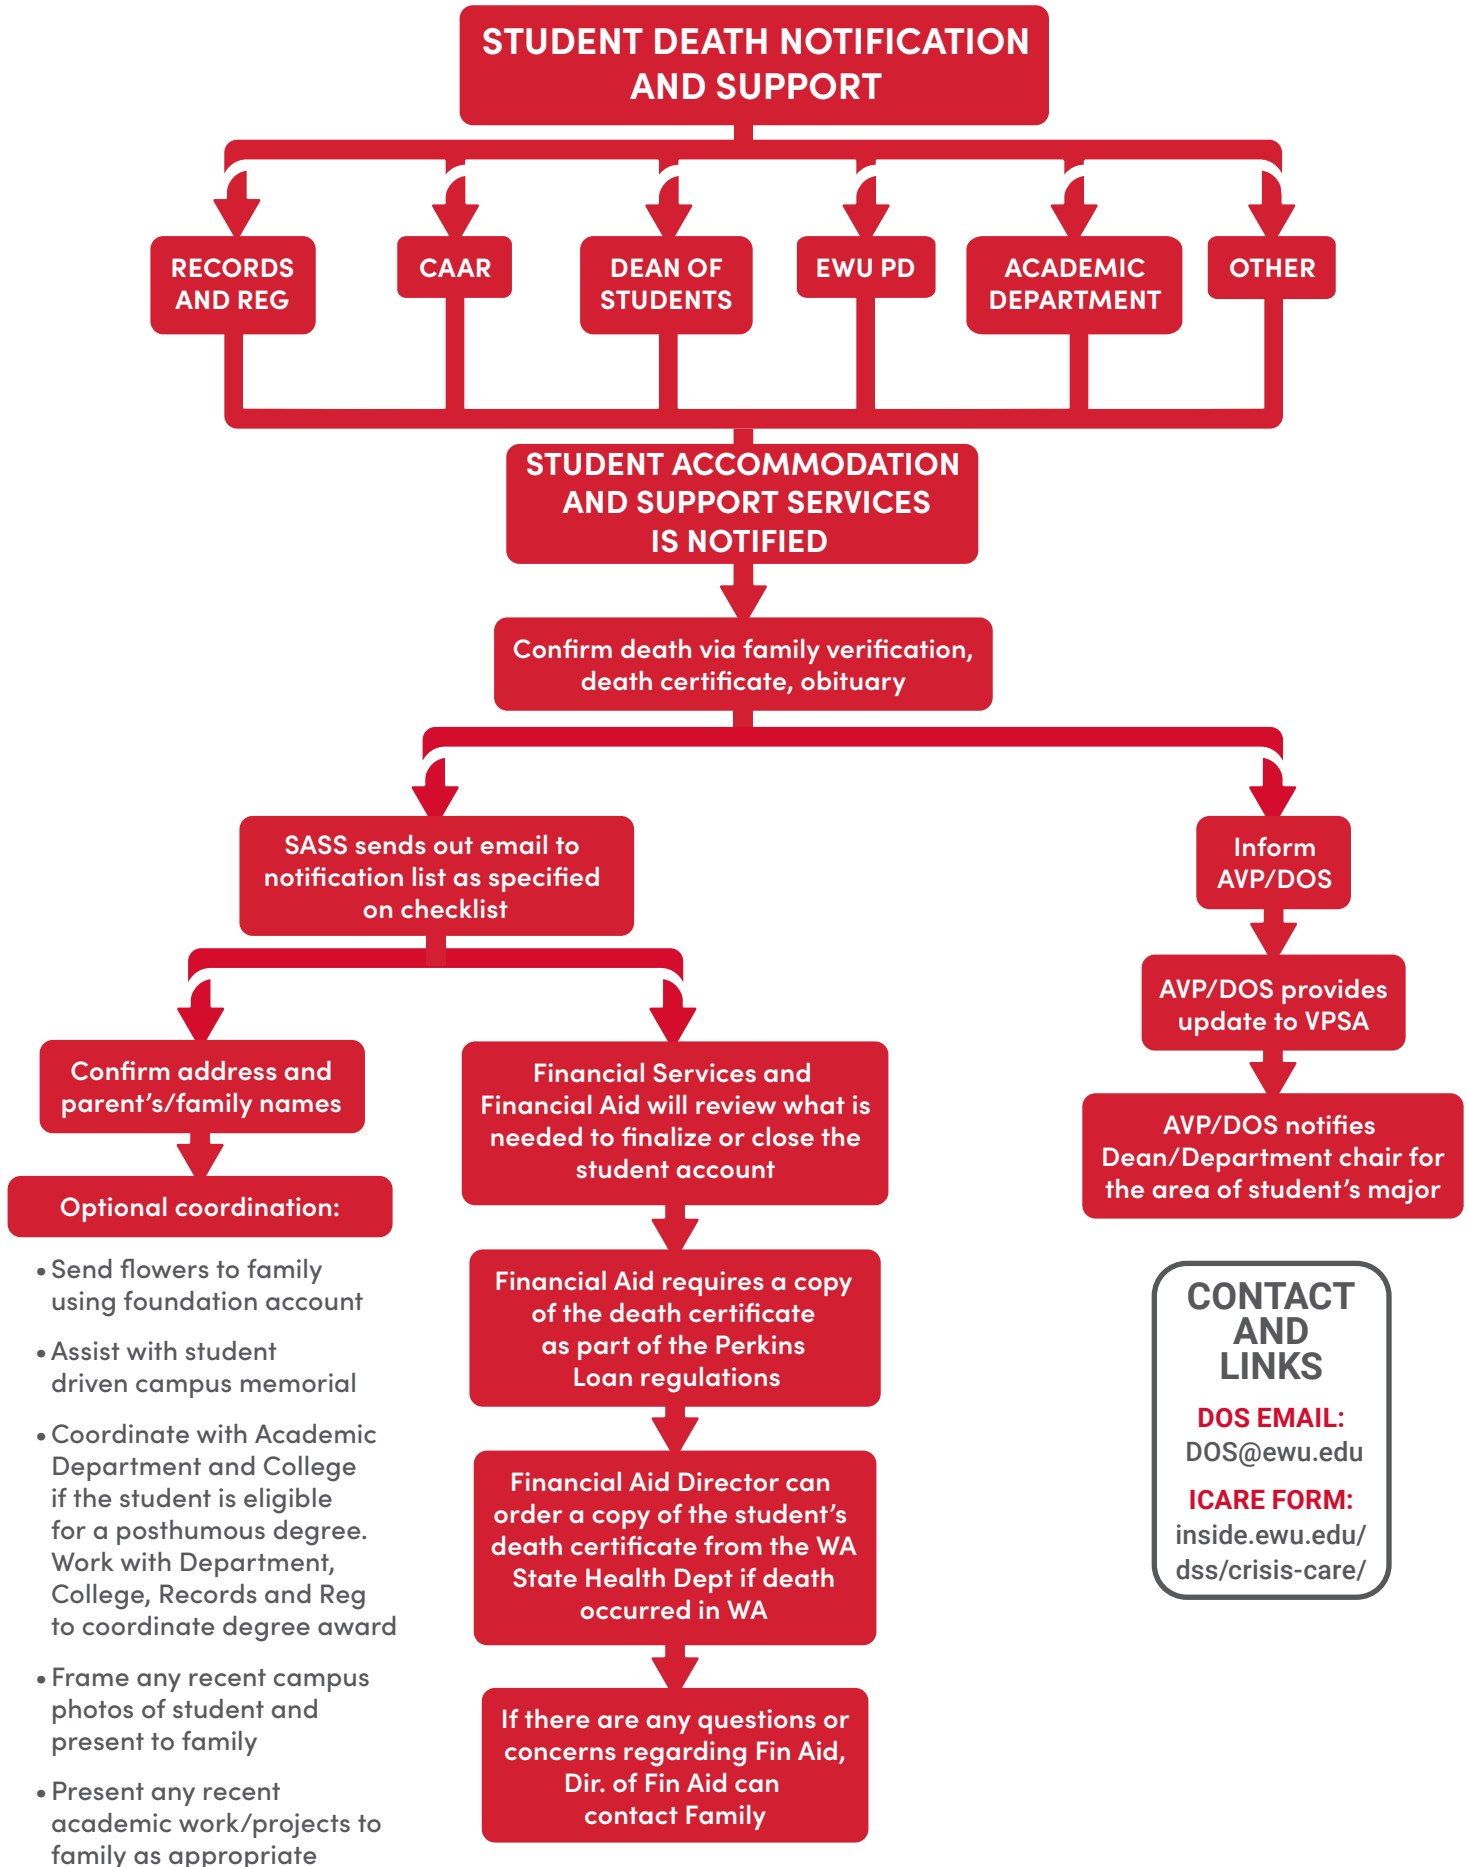 STUDENT DEATH NOTIFICATION
AND SUPPORT
RECORDS
AND REG
CAAR
DEAN OF
STUDENTS
EWU PD
ACADEMIC
DEPARTMENT
OTHER
STUDENT ACCOMMODATION
AND SUPPORT SERVICES
IS NOTIFIED
Confirm death via family verification,
death certificate, obituary
SASS sends out email to
notification list as specified
on checklist
Inform
AVP/DOS
AVP/DOS provides
update to VPSA
AVP/DOS notifies
Dean/Department chair for
the area of student's major
Confirm address and
parent's/family names
Optional coordination:
• Send flowers to family
using foundation account
• Assist with student
driven campus memorial
• Coordinate with Academic
Department and College
if the student is eligible
for a posthumous degree.
Work with Department,
College, Records and Reg
to coordinate degree award
• Frame any recent campus
photos of student and
present to family
• Present any recent
academic work/projects to
family as appropriate
Financial Services and
Financial Aid will review what is
needed to finalize or close the
student account
Financial Aid requires a copy
of the death certificate
as part of the Perkins
Loan regulations
Financial Aid Director can
order a copy of the student's
death certificate from the WA
State Health Dept if death
occurred in WA
If there are any questions or
concerns regarding Fin Aid,
Dir. of Fin Aid can
contact Family
CONTACT
AND
LINKS
DOS EMAIL:
DOS@ewu.edu
ICARE FORM:
inside.ewu.edu/
dss/crisis-care/